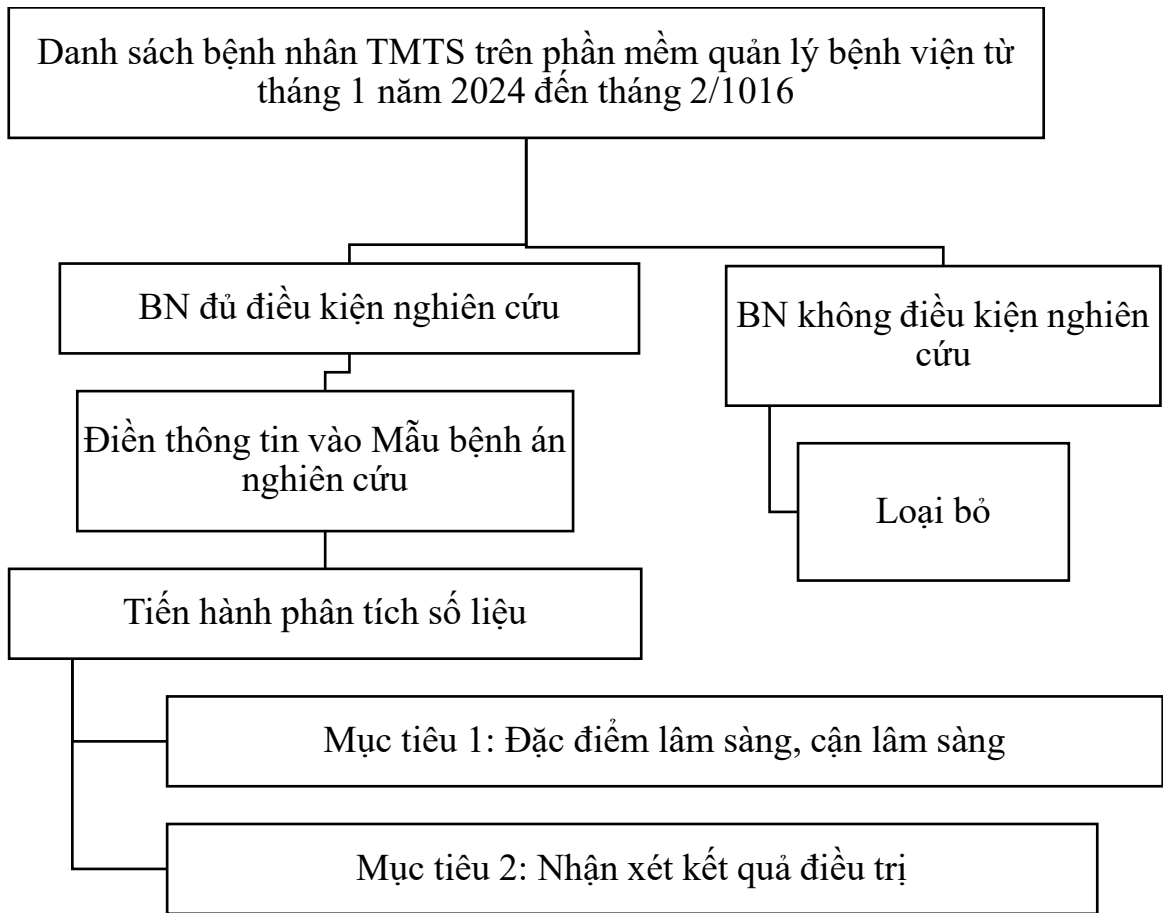 Danh sách bệnh nhân TMTS trên phần mềm quản lý bệnh viện từ
tháng 1 năm 2024 đến tháng 2/1016
BN đủ điều kiện nghiên cứu
BN không điều kiện nghiên
cứu
Điền thông tin vào Mẫu bệnh án
nghiên cứu
Loại bỏ
Tiến hành phân tích số liệu
Mục tiêu 1: Đặc điểm lâm sàng, cận lâm sàng
Mục tiêu 2: Nhận xét kết quả điều trị